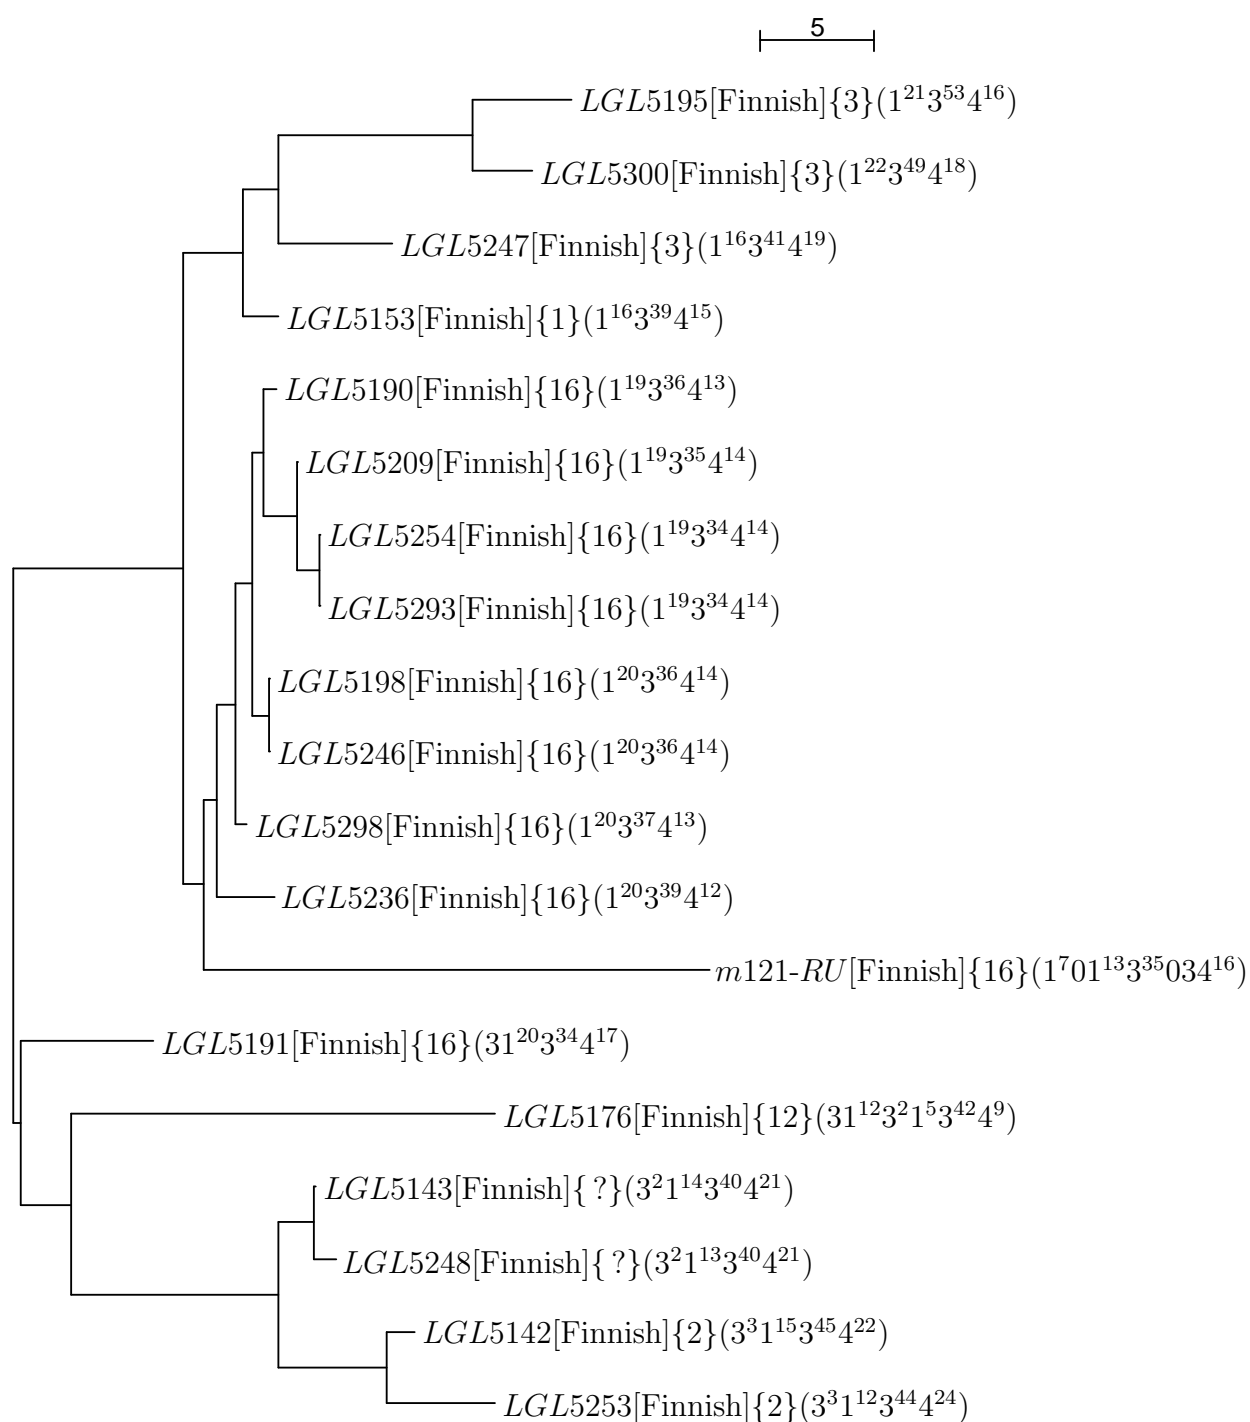 5
LGL5195[Finnish]{3}(1²¹3⁵³4¹⁶)
LGL5300[Finnish]{3}(1²²3⁴⁹4¹⁸)
LGL5247[Finnish]{3}(1¹⁶3⁴¹4¹⁹)
LGL5153[Finnish]{1}(1¹⁶3³⁹4¹⁵)
LGL5190[Finnish]{16}(1¹⁹3³⁶4¹³)
LGL5209[Finnish]{16}(1¹⁹3³⁵4¹⁴)
LGL5254[Finnish]{16}(1¹⁹3³⁴4¹⁴)
LGL5293[Finnish]{16}(1¹⁹3³⁴4¹⁴)
LGL5198[Finnish]{16}(1²⁰3³⁶4¹⁴)
LGL5246[Finnish]{16}(1²⁰3³⁶4¹⁴)
LGL5298[Finnish]{16}(1²⁰3³⁷4¹³)
LGL5236[Finnish]{16}(1²⁰3³⁹4¹²)
m121-RU[Finnish]{16}(1⁷01¹³3³⁵034¹⁶)
LGL5191[Finnish]{16}(31²⁰3³⁴4¹⁷)
LGL5176[Finnish]{12}(31¹²3²1⁵3⁴²4⁹)
LGL5143[Finnish]{ ?}(3²1¹⁴3⁴⁰4²¹)
LGL5248[Finnish]{ ?}(3²1¹³3⁴⁰4²¹)
LGL5142[Finnish]{2}(3³1¹⁵3⁴⁵4²²)
LGL5253[Finnish]{2}(3³1¹²3⁴⁴4²⁴)